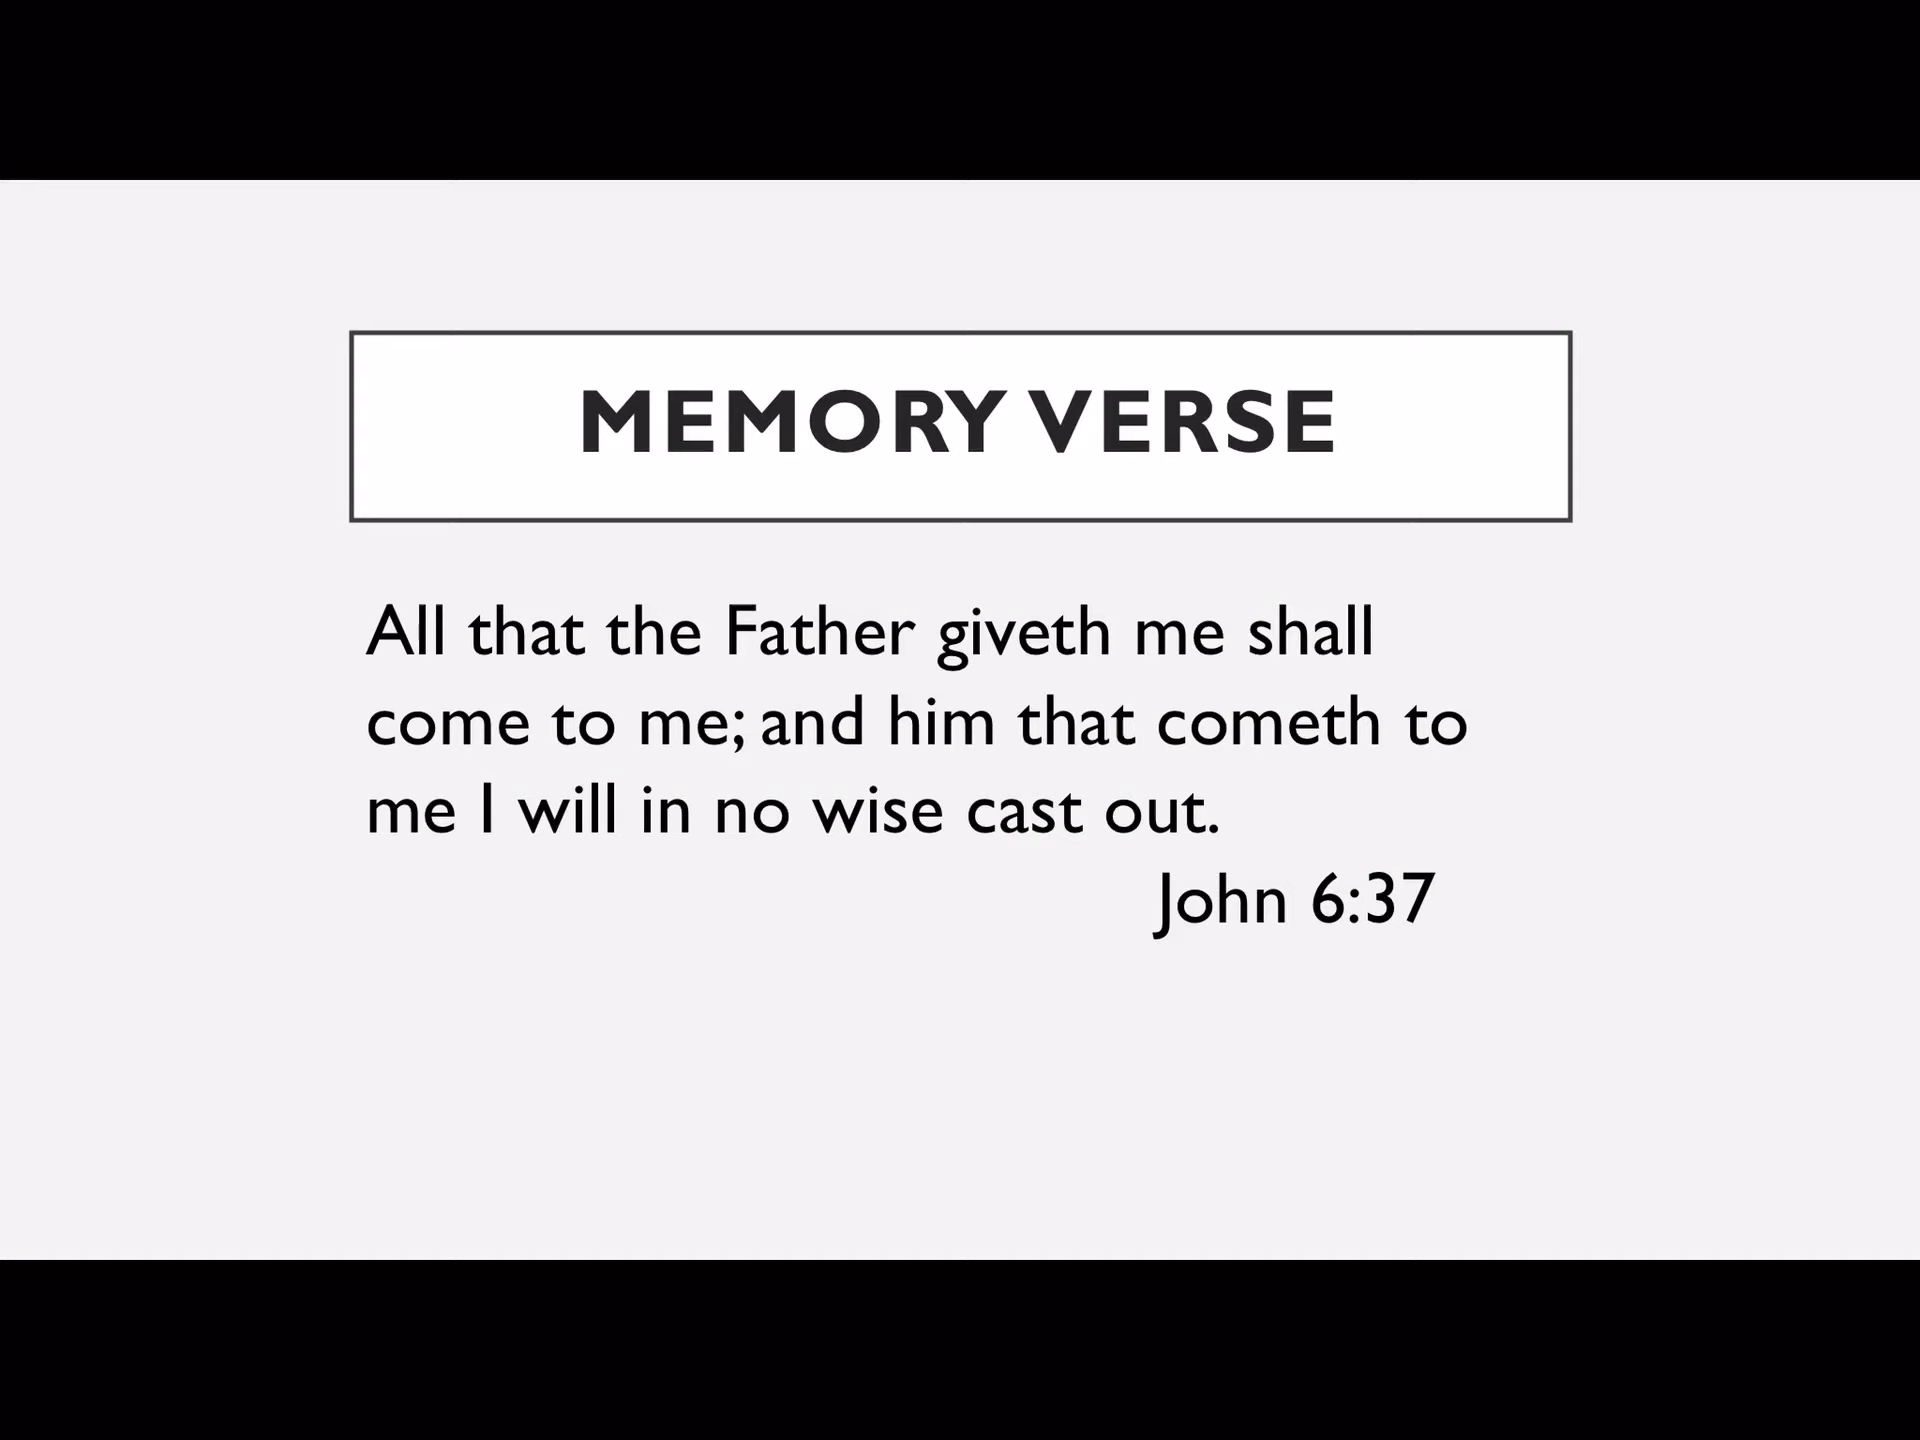 MEMORY VERSE
All that the Father giveth me shall
come to me; and him that cometh to
me I will in no wise cast out.
John 6:37